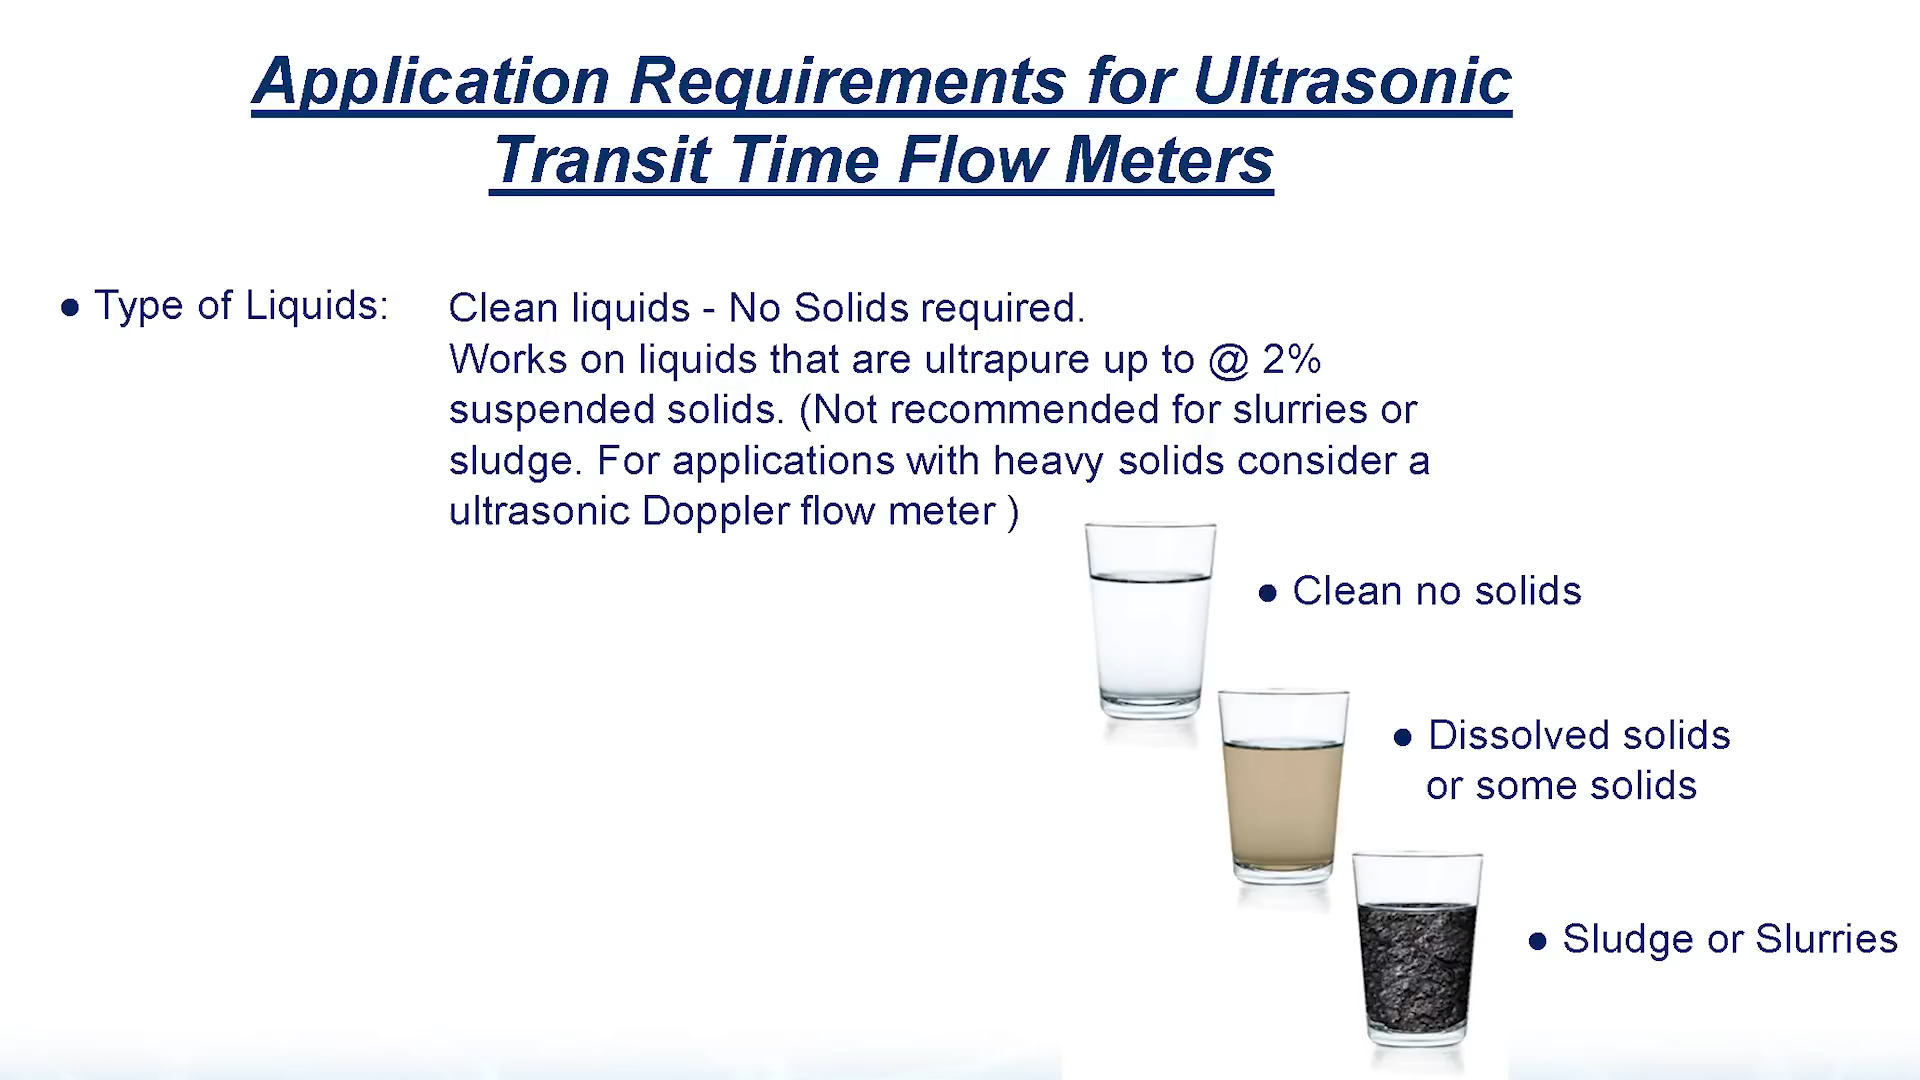 Application Requirements for Ultrasonic
Transit Time Flow Meters
● Type of Liquids:
Clean liquids - No Solids required.
Works on liquids that are ultrapure up to @ 2%
suspended solids. (Not recommended for slurries or
sludge. For applications with heavy solids consider a
ultrasonic Doppler flow meter )
● Clean no solids
● Dissolved solids
or some solids
● Sludge or Slurries